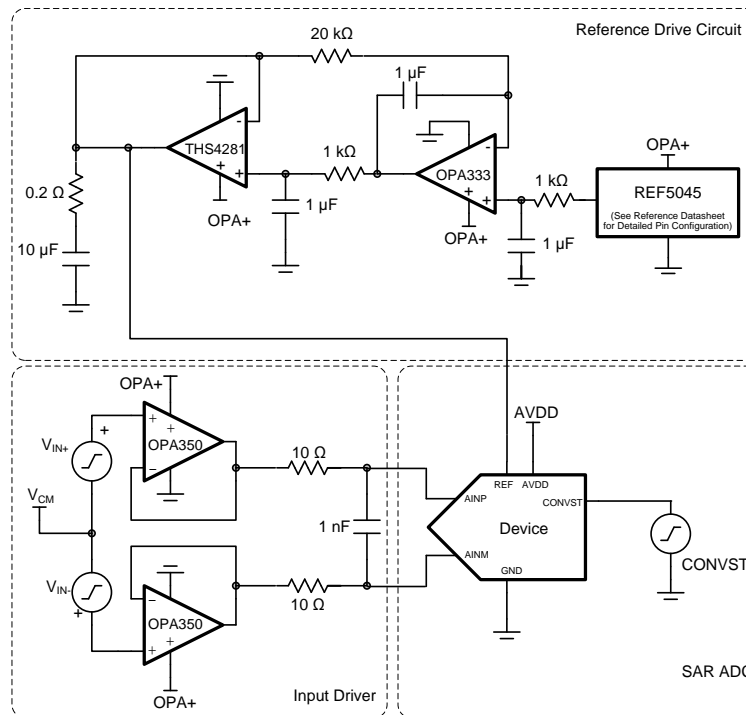 Reference Drive Circuit
20 kΩ
1 µF
-
THS4281
+
+
OPA+
1 kΩ
1 µF
-
OPA333
+
+
OPA+
1 kΩ
1 µF
OPA+
REF5045
(See Reference Datasheet
for Detailed Pin Configuration)
0.2 Ω
10 µF
OPA+
VIN+
+
+
+
OPA350
-
10 Ω
VCM
1 nF
VIN-
+
-
OPA350
+
+
10 Ω
OPA+
Input Driver
AVDD
REF
AVDD
CONVST
AINP
Device
AINM
GND
CONVST
SAR ADC